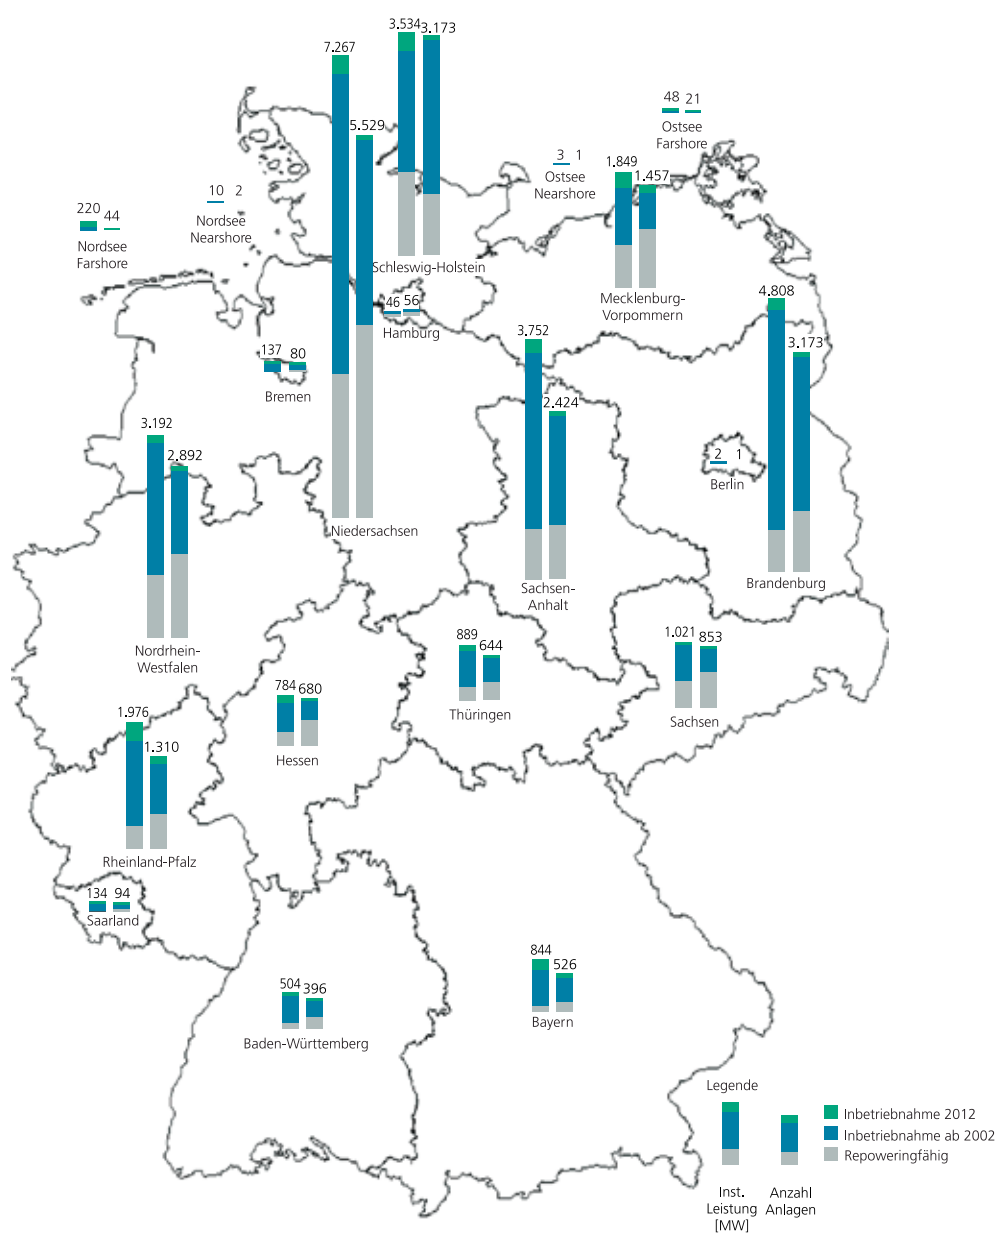 3.534
3.173
7.267
5.529
Schleswig-Holstein
48 21
Ostsee
Farshore
3 1
Ostsee
Nearshore
1.849
1.457
Mecklenburg-
Vorpommern
10 2
Nordsee
Nearshore
220
44
Nordsee
Farshore
46 56
Hamburg
4.808
3.173
Brandenburg
3.752
2.424
Sachsen-
Anhalt
137 80
Bremen
Niedersachsen
3.192
2.892
Nordrhein-
Westfalen
2 1
Berlin
889
644
Thüringen
1.021
853
Sachsen
784 680
Hessen
1.976
1.310
Rheinland-Pfalz
134 94
Saarland
844
526
Bayern
504 396
Baden-Württemberg
Legende
Inbetriebnahme 2012
Inbetriebnahme ab 2002
Repoweringfähig
Inst.
Leistung
[MW]
Anzahl
Anlagen